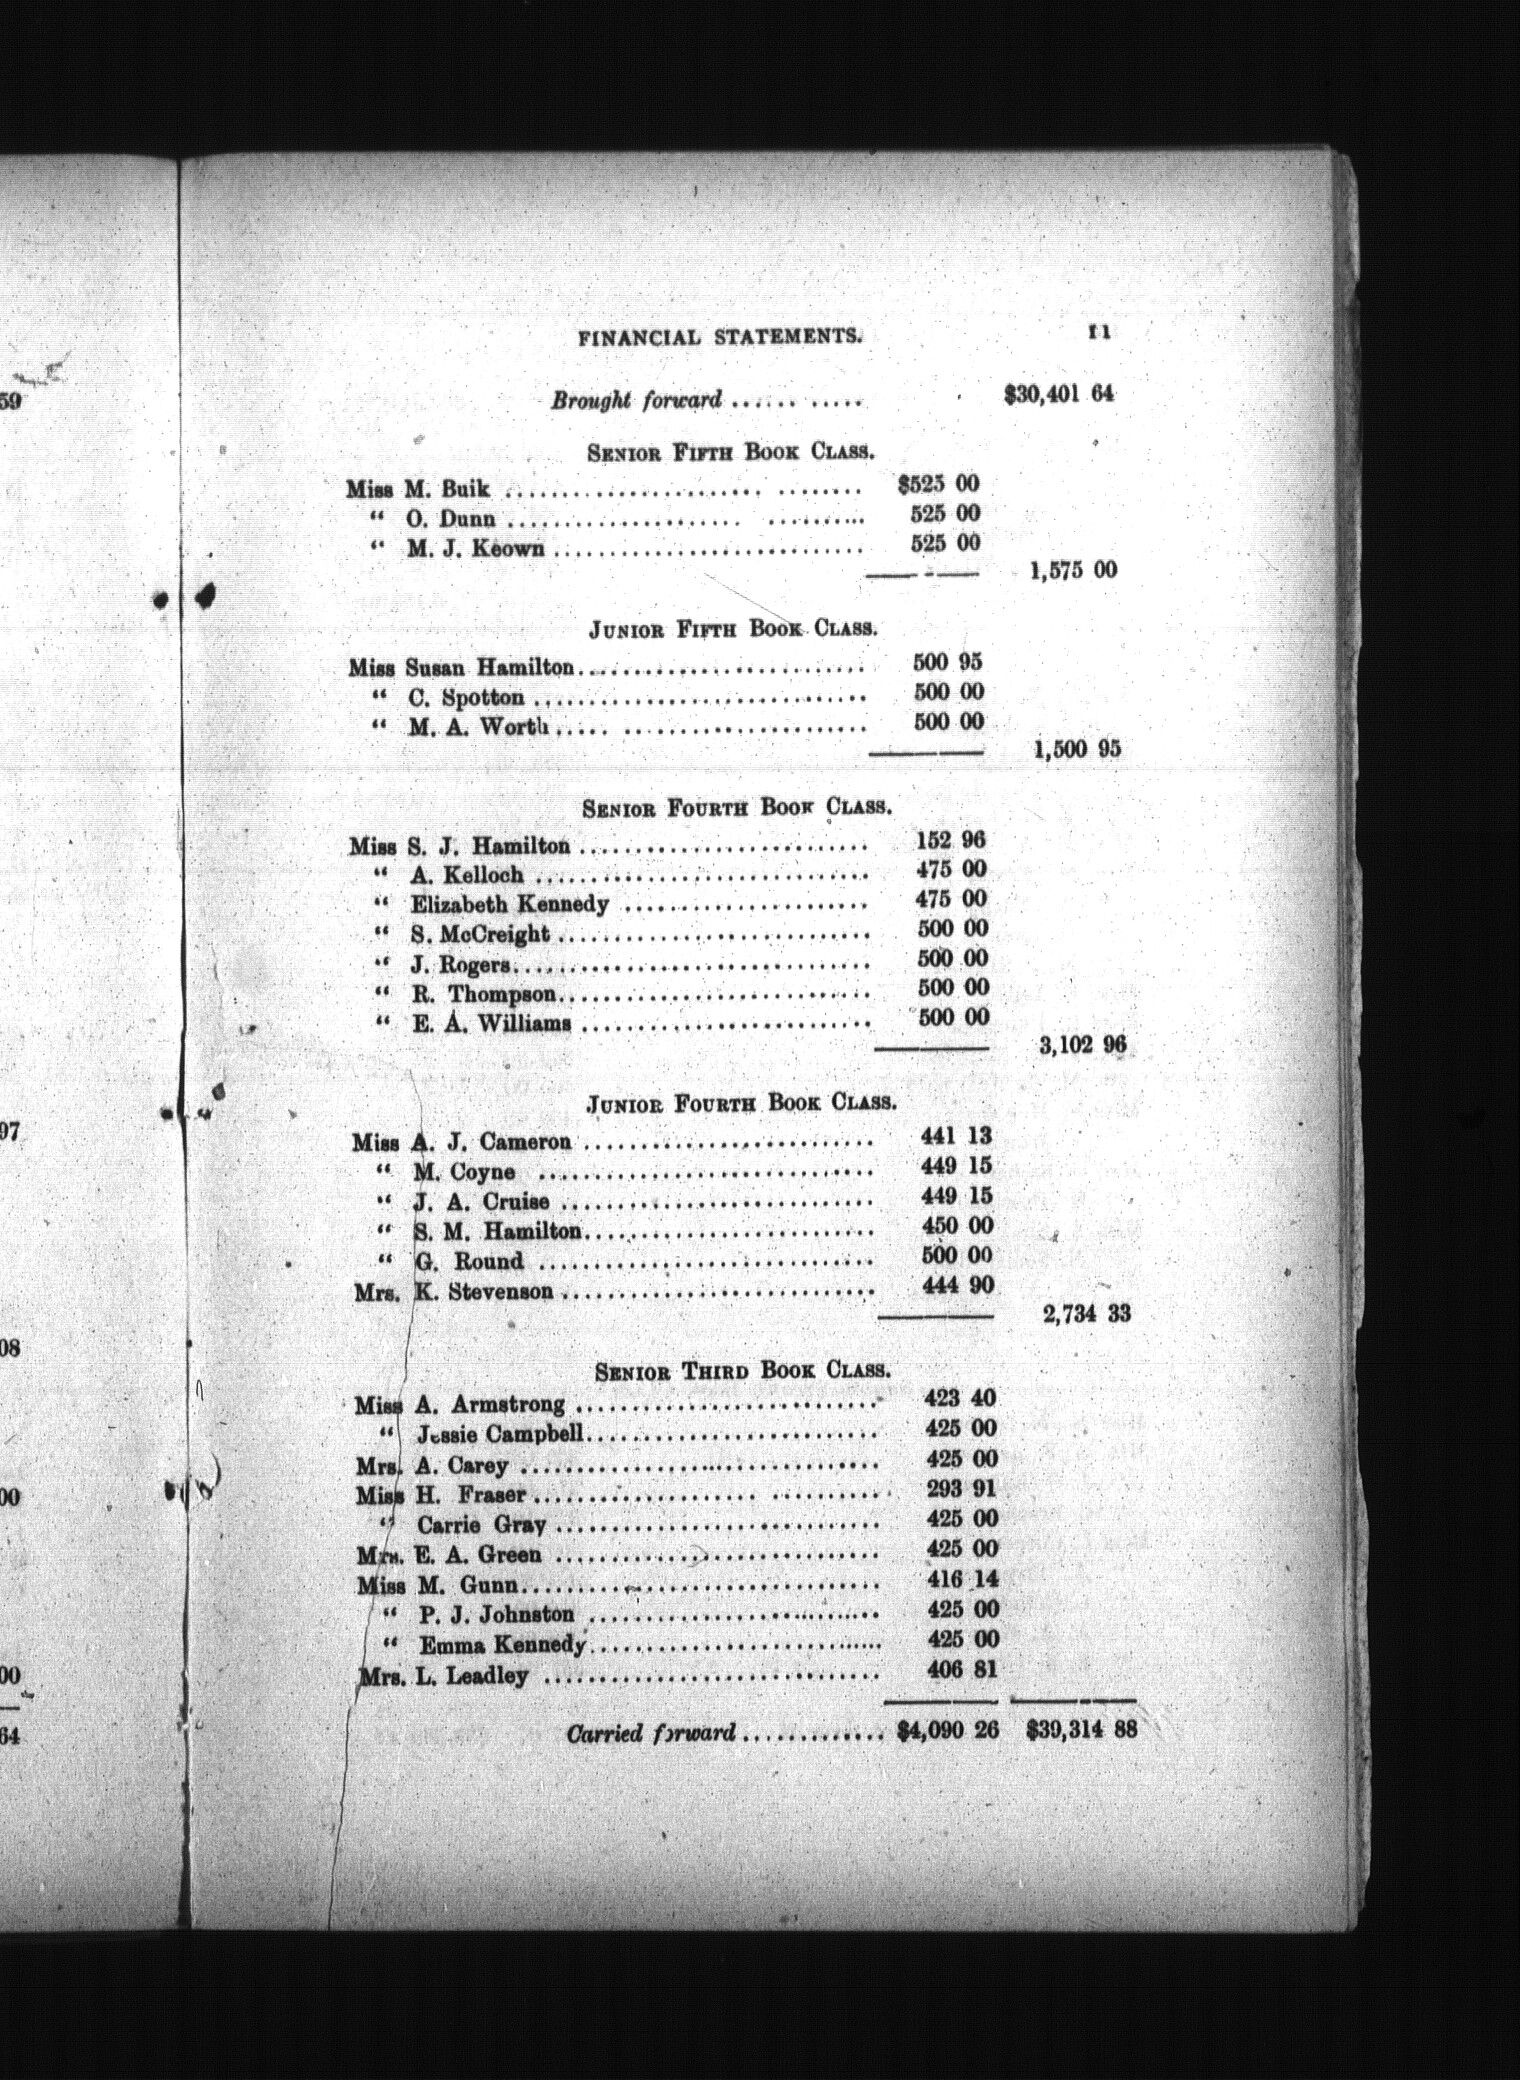 59
97
08
00
00
64
FINANCIAL STATEMENTS. 11
Brought forward ...... ..... $30,401 64
SENIOR FIFTH BOOK CLASS.
Miss M. Buik ....................... ........ $525 00
“ O. Dunn ..................... .......... 525 00
“ M. J. Keown ............................ 525 00
1,575 00
JUNIOR FIFTH BOOK CLASS.
Miss Susan Hamilton.......................... 500 95
“ C. Spotton .............................. 500 00
“ M. A. Worth ..... ...................... 500 00
1,500 95
SENIOR FOURTH BOOK CLASS.
Miss S. J. Hamilton .......................... 152 96
“ A. Kelloch .............................. 475 00
“ Elizabeth Kennedy ...................... 475 00
“ S. McCreight ............................ 500 00
“ J. Rogers................................ 500 00
“ R. Thompson............................ 500 00
“ E. A. Williams .......................... 500 00
3,102 96
JUNIOR FOURTH BOOK CLASS.
Miss A. J. Cameron .......................... 441 13
“ M. Coyne .............................. 449 15
“ J. A. Cruise ............................ 449 15
“ S. M. Hamilton.......................... 450 00
“ G. Round .............................. 500 00
Mrs. K. Stevenson ............................ 444 90
2,734 33
SENIOR THIRD BOOK CLASS.
Miss A. Armstrong ........................... 423 40
“ Jessie Campbell.......................... 425 00
Mrs. A. Carey ................................ 425 00
Miss H. Fraser .................... ........... 293 91
“ Carrie Gray ............................. 425 00
Mrs. E. A. Green ............................. 425 00
Miss M. Gunn................................ 416 14
“ P. J. Johnston .......................... 425 00
“ Emma Kennedy.......................... 425 00
Mrs. L. Leadley .............................. 406 81
Carried forward ............. $4,090 26 $39,314 88